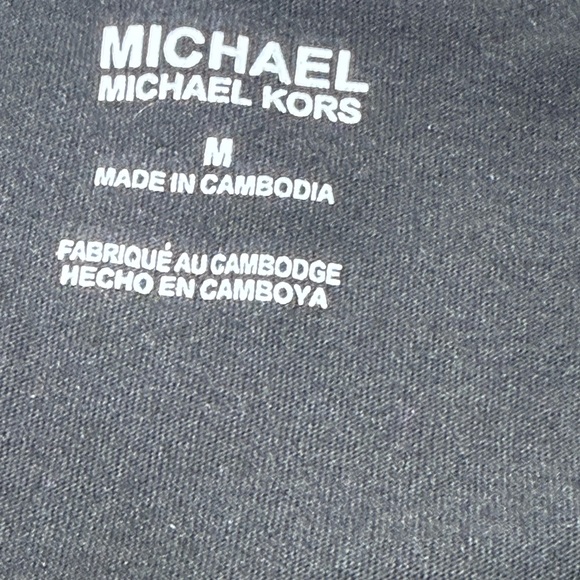 MICHAEL
MICHAEL KORS
M
MADE IN CAMBODIA
FABRIQUÉ AU CAMBODGE
HECHO EN CAMBOYA